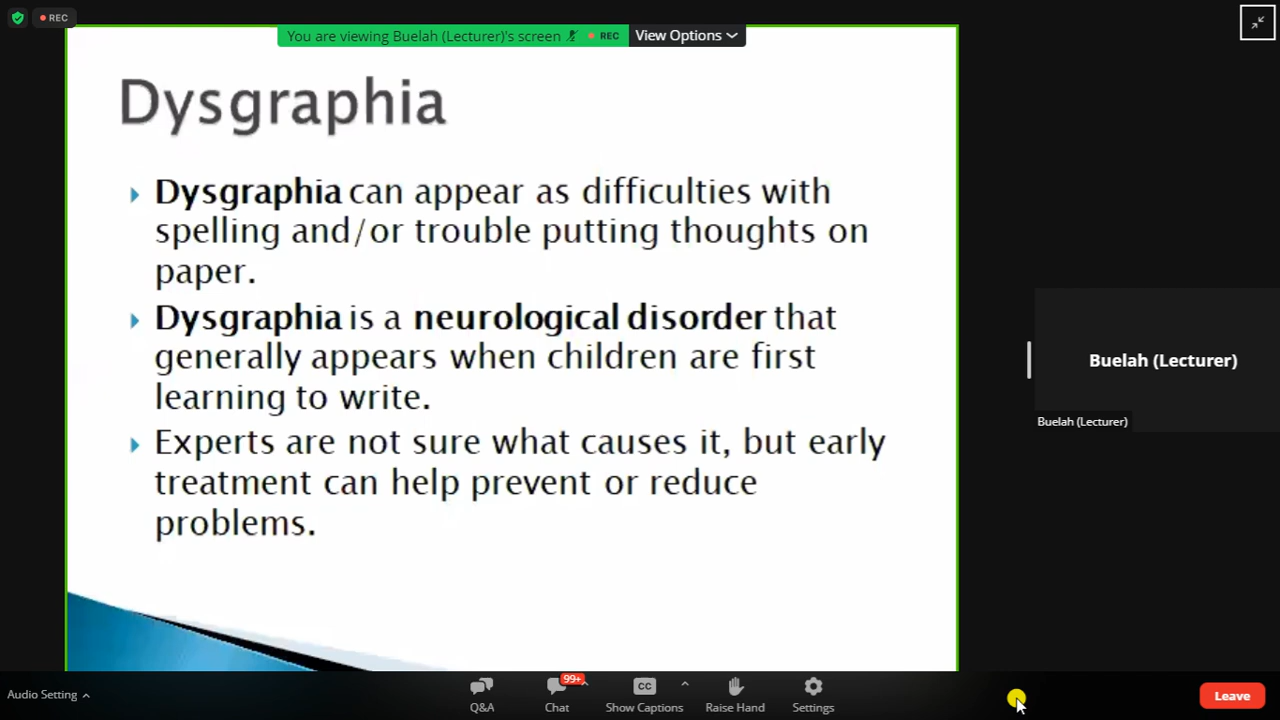 REC
You are viewing Buelah (Lecturer)'s screen REC View Options
Dysgraphia
Dysgraphia can appear as difficulties with
spelling and/or trouble putting thoughts on
paper.
Dysgraphia is a neurological disorder that
generally appears when children are first
learning to write.
Experts are not sure what causes it, but early
treatment can help prevent or reduce
problems.
Buelah (Lecturer)
Buelah (Lecturer)
Audio Setting
99+
CC
Q&A Chat Show Captions Raise Hand Settings
Leave